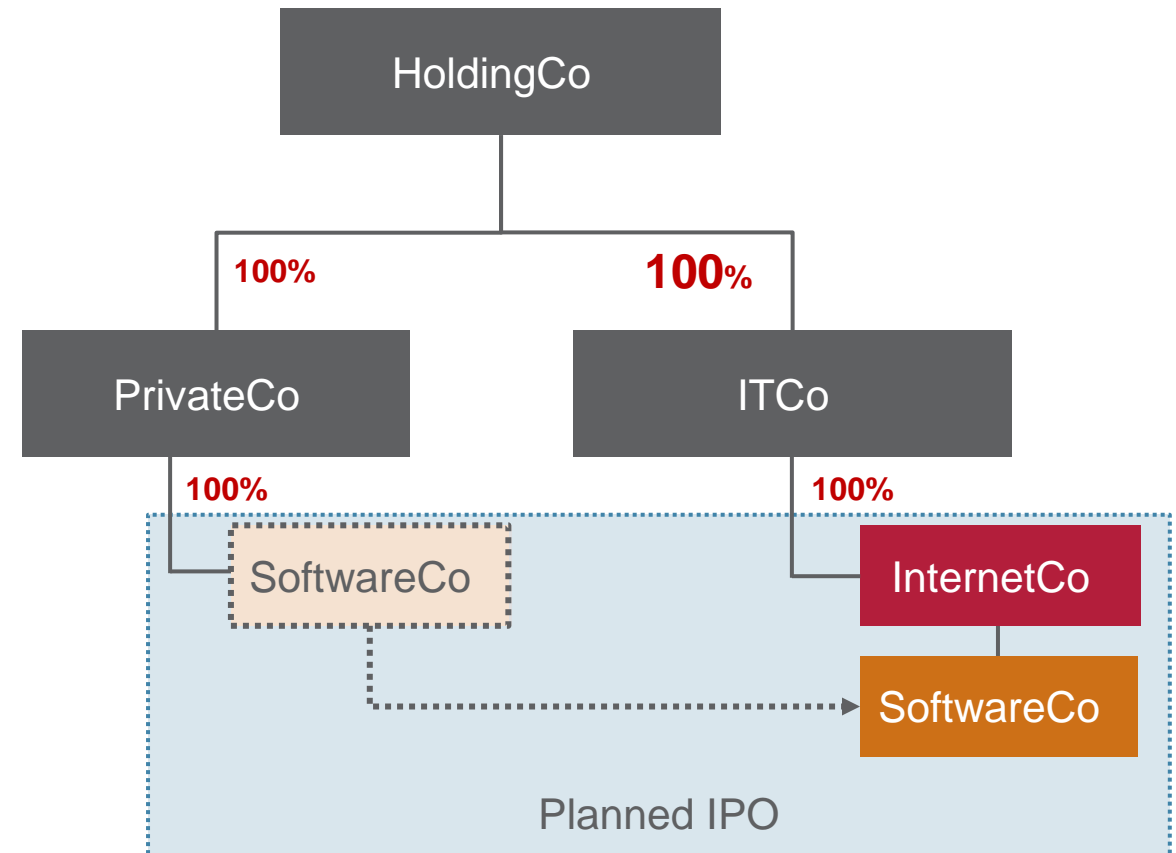 HoldingCo
100%
100%
PrivateCo
ITCo
100%
100%
SoftwareCo
InternetCo
SoftwareCo
Planned IPO